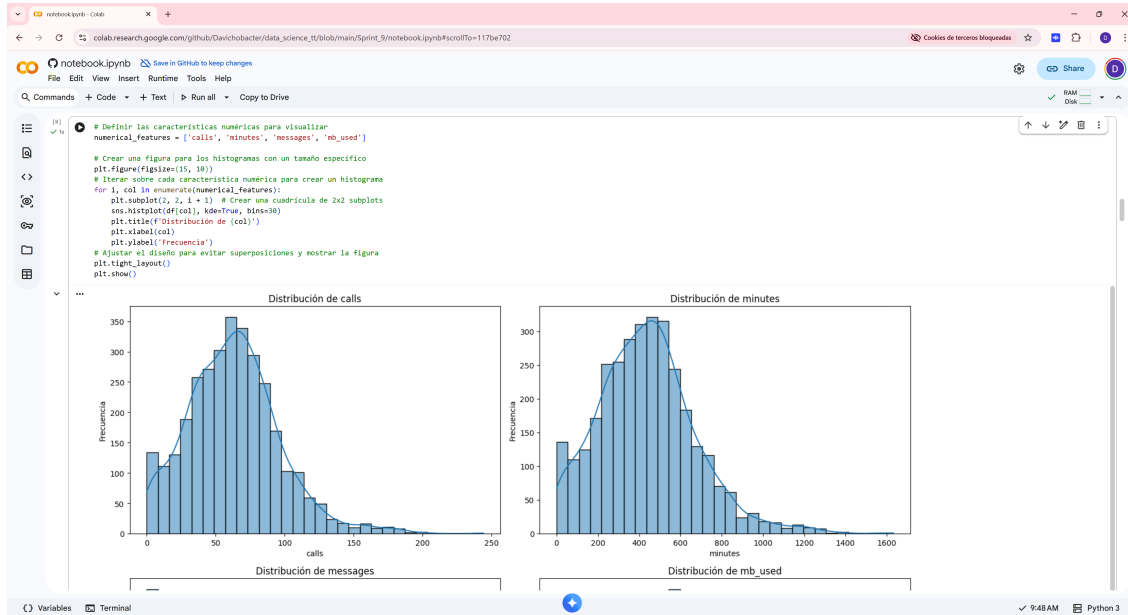 notebook.ipynb - Colab
colab.research.google.com/github/Davichobacter/data_science_tt/blob/main/Sprint_9/notebook.ipynb#scrollTo=117be702
Cookies de terceros bloqueadas
D
notebook.ipynb
Save in GitHub to keep changes
Share
D
File Edit View Insert Runtime Tools Help
Commands + Code + Text Run all Copy to Drive
RAM
Disk
[8]
1s
# Definir las características numéricas para visualizar
numerical_features = ['calls', 'minutes', 'messages', 'mb_used']
# Crear una figura para los histogramas con un tamaño específico
plt.figure(figsize=(15, 10))
# Iterar sobre cada característica numérica para crear un histograma
for i, col in enumerate(numerical_features):
plt.subplot(2, 2, i + 1)  # Crear una cuadrícula de 2x2 subplots
sns.histplot(df[col], kde=True, bins=30)
plt.title(f'Distribución de {col}')
plt.xlabel(col)
plt.ylabel('Frecuencia')
# Ajustar el diseño para evitar superposiciones y mostrar la figura
plt.tight_layout()
plt.show()
Distribución de calls
350
300
250
200
150
100
50
0
Frecuencia
0 50 100 150 200 250
calls
Distribución de minutes
300
250
200
150
100
50
0
Frecuencia
0 200 400 600 800 1000 1200 1400 1600
minutes
Distribución de messages
Distribución de mb_used
Variables Terminal
9:48 AM Python 3